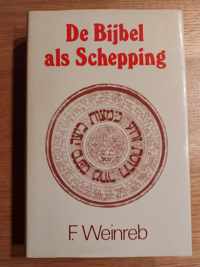 De Bijbel
als Schepping
F. Weinreb